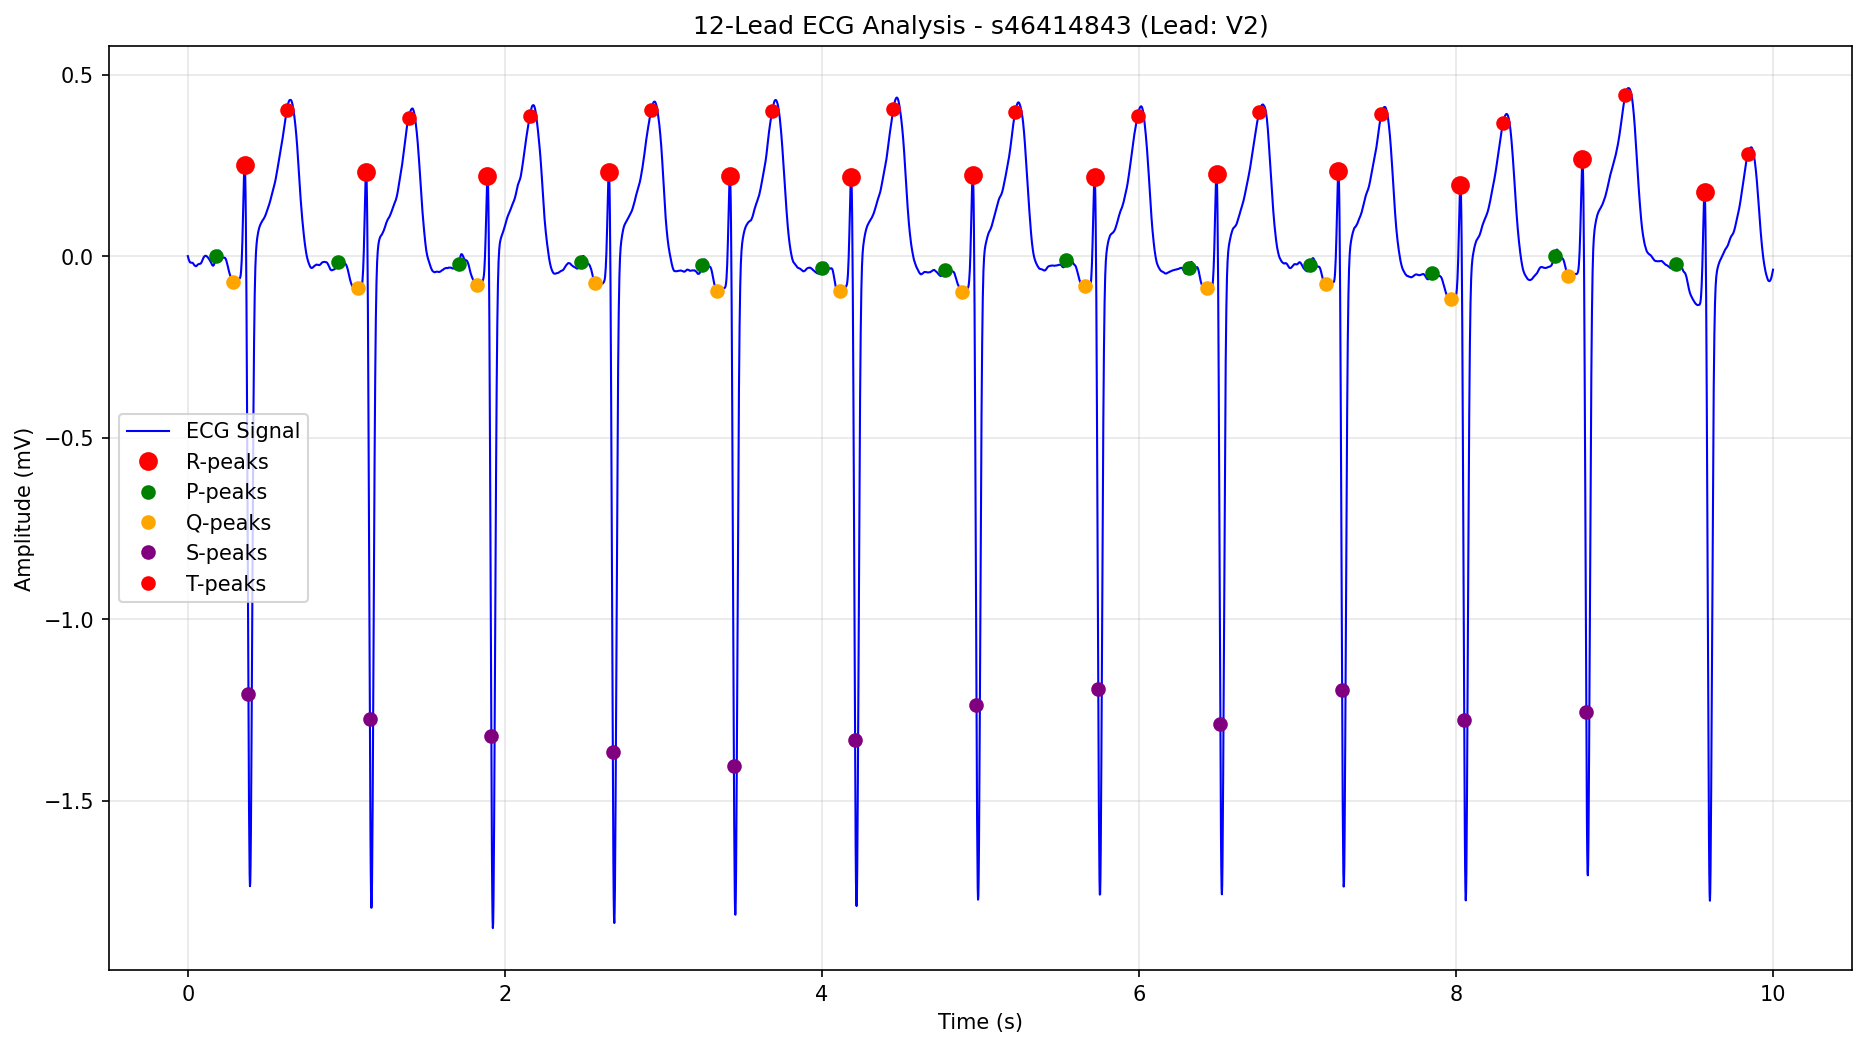 12-Lead ECG Analysis - s46414843 (Lead: V2)
0.5
0.0
−0.5
−1.0
−1.5
Amplitude (mV)
ECG Signal
R-peaks
P-peaks
Q-peaks
S-peaks
T-peaks
0 2 4 6 8 10
Time (s)